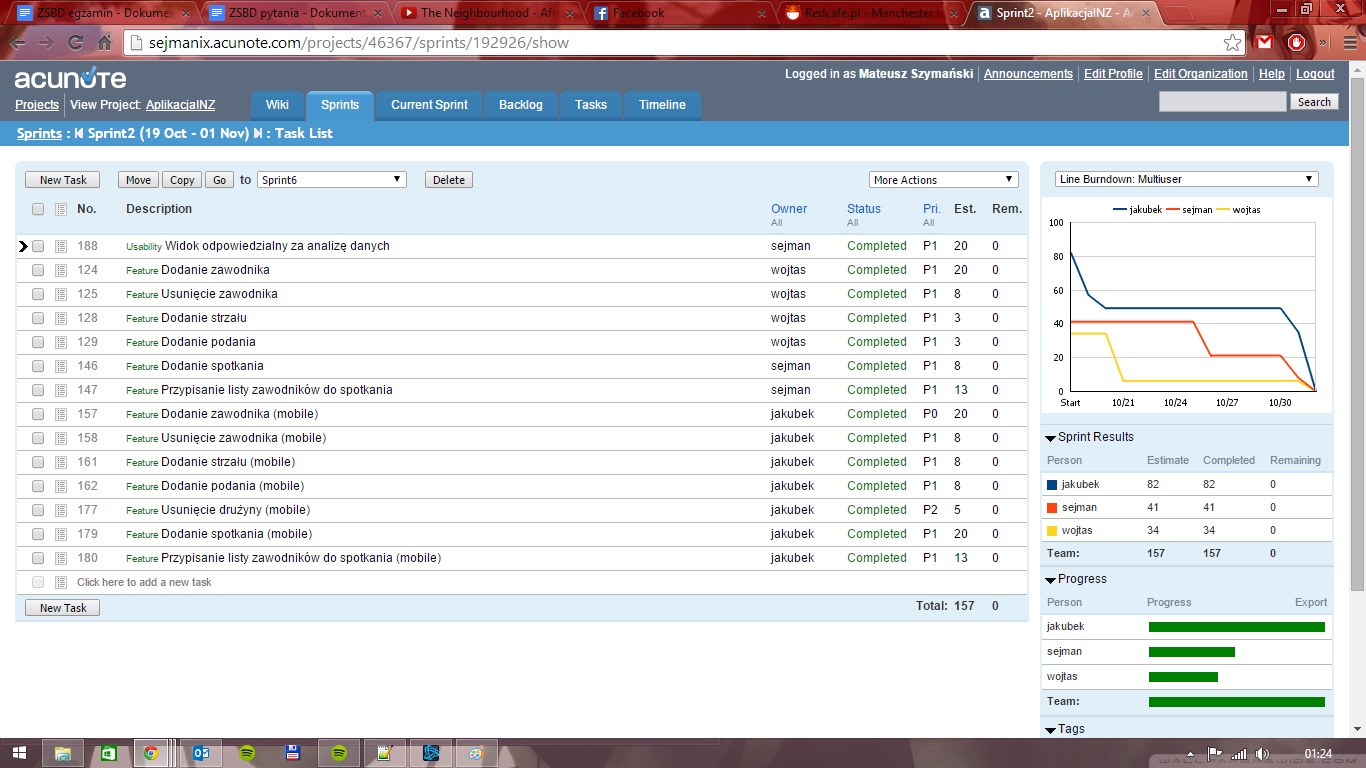 ZSBD egzamin - Dokumen
ZSBD pytania - Dokument
The Neighbourhood - Afr
Facebook
Redcafe.pl - Manchester
Sprint2 - AplikacjaINZ - A
sejmanix.acunote.com/projects/46367/sprints/192926/show
acunote
Logged in as Mateusz Szymański Announcements Edit Profile Edit Organization Help Logout
Projects View Project: AplikacjaINZ
Wiki Sprints Current Sprint Backlog Tasks Timeline
Search
Sprints : Sprint2 (19 Oct - 01 Nov) : Task List
New Task Move Copy Go to Sprint6 Delete More Actions
No. Description Owner Status Pri. Est. Rem.
All All All
188 Usability Widok odpowiedzialny za analizę danych sejman Completed P1 20 0
124 Feature Dodanie zawodnika wojtas Completed P1 20 0
125 Feature Usunięcie zawodnika wojtas Completed P1 8 0
128 Feature Dodanie strzału wojtas Completed P1 3 0
129 Feature Dodanie podania wojtas Completed P1 3 0
146 Feature Dodanie spotkania sejman Completed P1 8 0
147 Feature Przypisanie listy zawodników do spotkania sejman Completed P1 13 0
157 Feature Dodanie zawodnika (mobile) jakubek Completed P0 20 0
158 Feature Usunięcie zawodnika (mobile) jakubek Completed P1 8 0
161 Feature Dodanie strzału (mobile) jakubek Completed P1 8 0
162 Feature Dodanie podania (mobile) jakubek Completed P1 8 0
177 Feature Usunięcie drużyny (mobile) jakubek Completed P2 5 0
179 Feature Dodanie spotkania (mobile) jakubek Completed P1 20 0
180 Feature Przypisanie listy zawodników do spotkania (mobile) jakubek Completed P1 13 0
Click here to add a new task
New Task Total: 157 0
Line Burndown: Multiuser
jakubek sejman wojtas
100
80
60
40
20
0
Start 10/21 10/24 10/27 10/30
Sprint Results
Person Estimate Completed Remaining
jakubek 82 82 0
sejman 41 41 0
wojtas 34 34 0
Team: 157 157 0
Progress
Person Progress Export
jakubek
sejman
wojtas
Team:
Tags
01:24